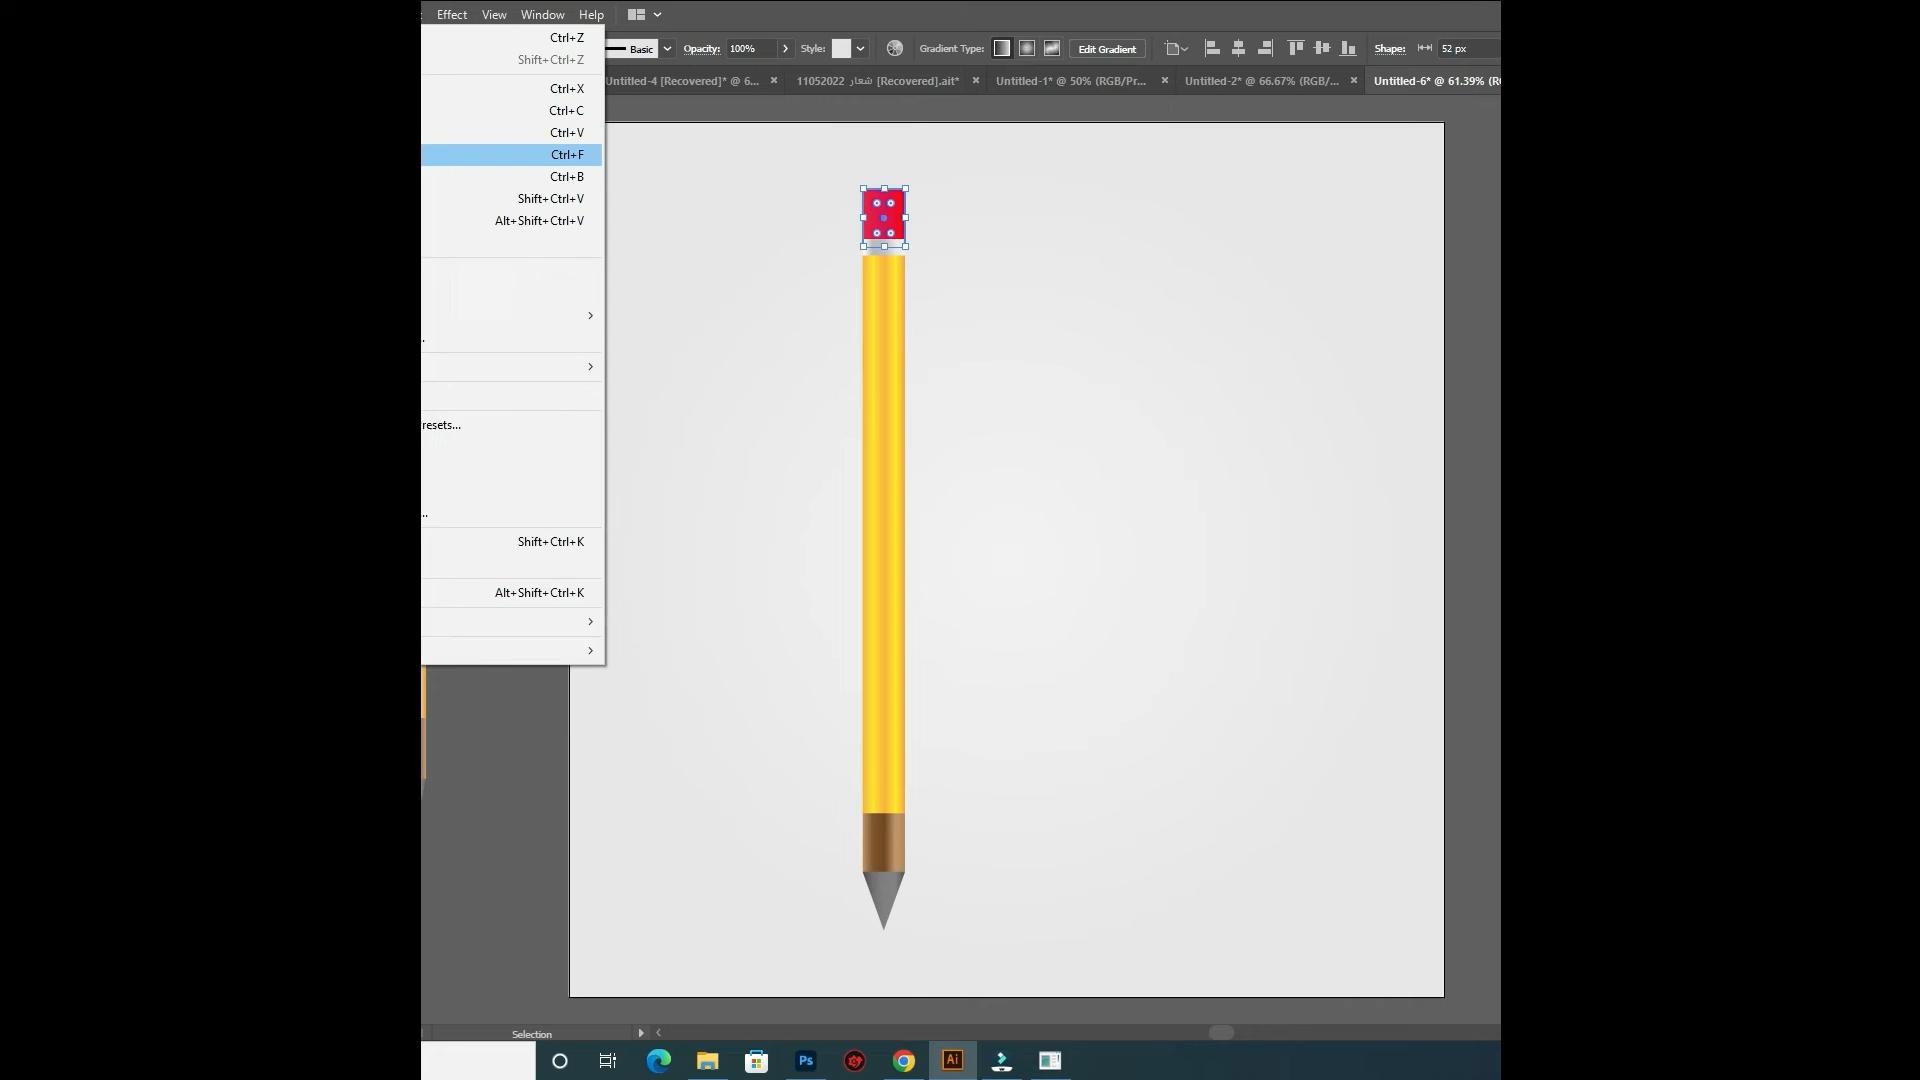 Effect View Window Help
Basic Opacity: 100% Style: Gradient Type: Edit Gradient Shape: 52 px
Untitled-4 [Recovered]* @ 6... × شعار 11052022 [Recovered].ait* × Untitled-1* @ 50% (RGB/Pr... × Untitled-2* @ 66.67% (RGB/... × Untitled-6* @ 61.39% (R
Ctrl+Z
Shift+Ctrl+Z
Ctrl+X
Ctrl+C
Ctrl+V
Ctrl+F
Ctrl+B
Shift+Ctrl+V
Alt+Shift+Ctrl+V
resets...
Shift+Ctrl+K
Alt+Shift+Ctrl+K
Selection
Ps Ai